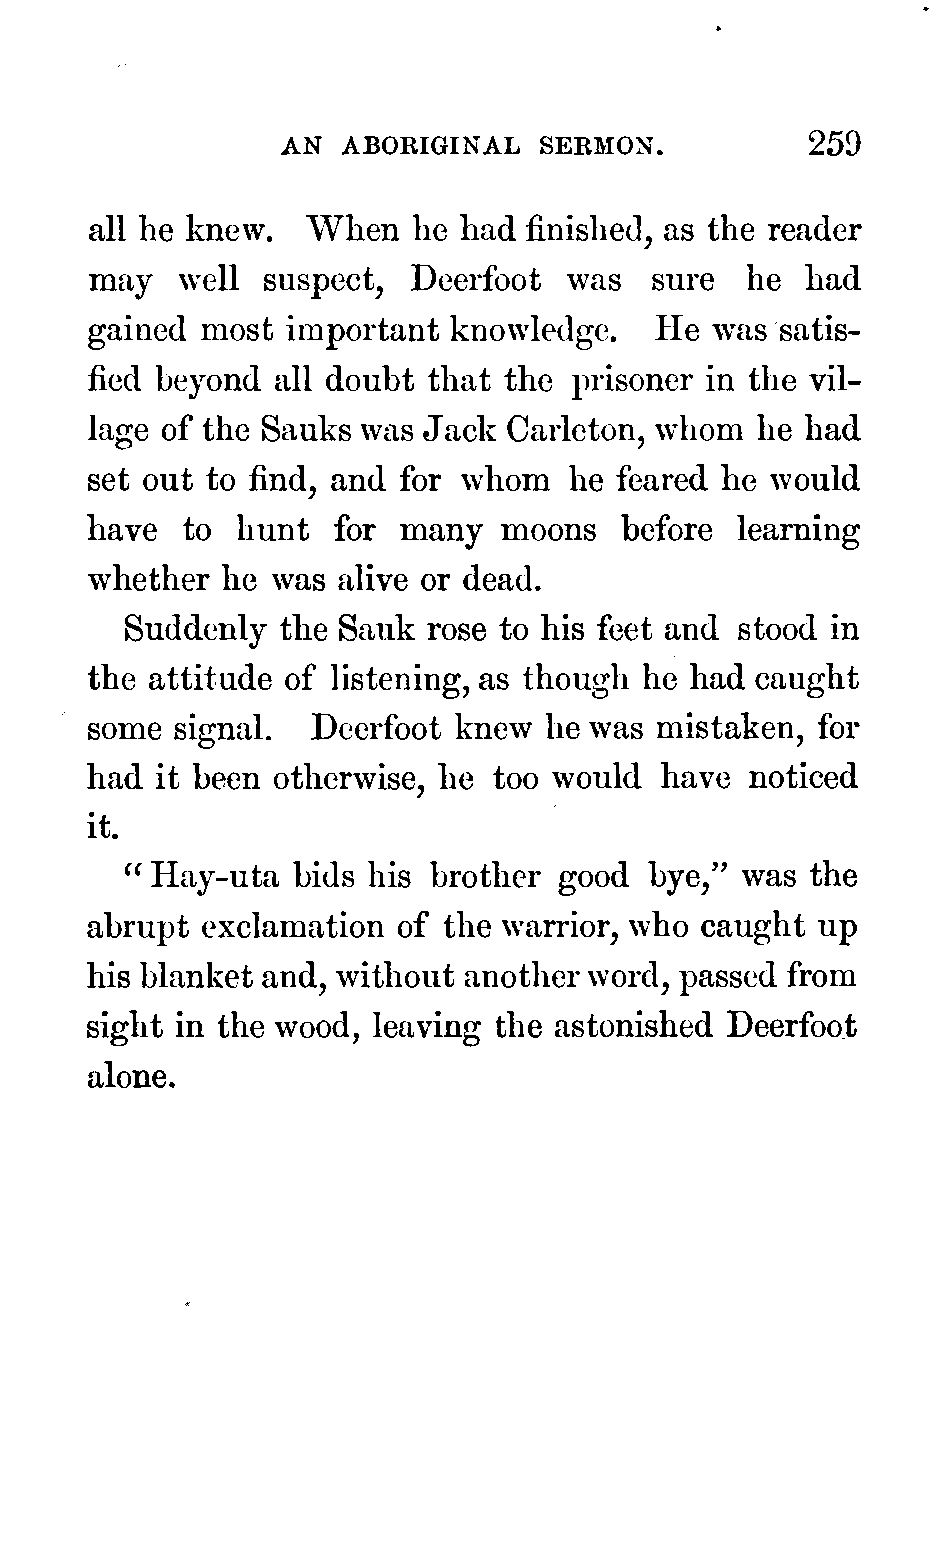 AN ABORIGINAL SERMON. 259
all he knew. When he had finished, as the reader
may well suspect, Deerfoot was sure he had
gained most important knowledge. He was satis-
fied beyond all doubt that the prisoner in the vil-
lage of the Sauks was Jack Carleton, whom he had
set out to find, and for whom he feared he would
have to hunt for many moons before learning
whether he was alive or dead.
Suddenly the Sauk rose to his feet and stood in
the attitude of listening, as though he had caught
some signal. Deerfoot knew he was mistaken, for
had it been otherwise, he too would have noticed
it.
“Hay-uta bids his brother good bye,” was the
abrupt exclamation of the warrior, who caught up
his blanket and, without another word, passed from
sight in the wood, leaving the astonished Deerfoot
alone.